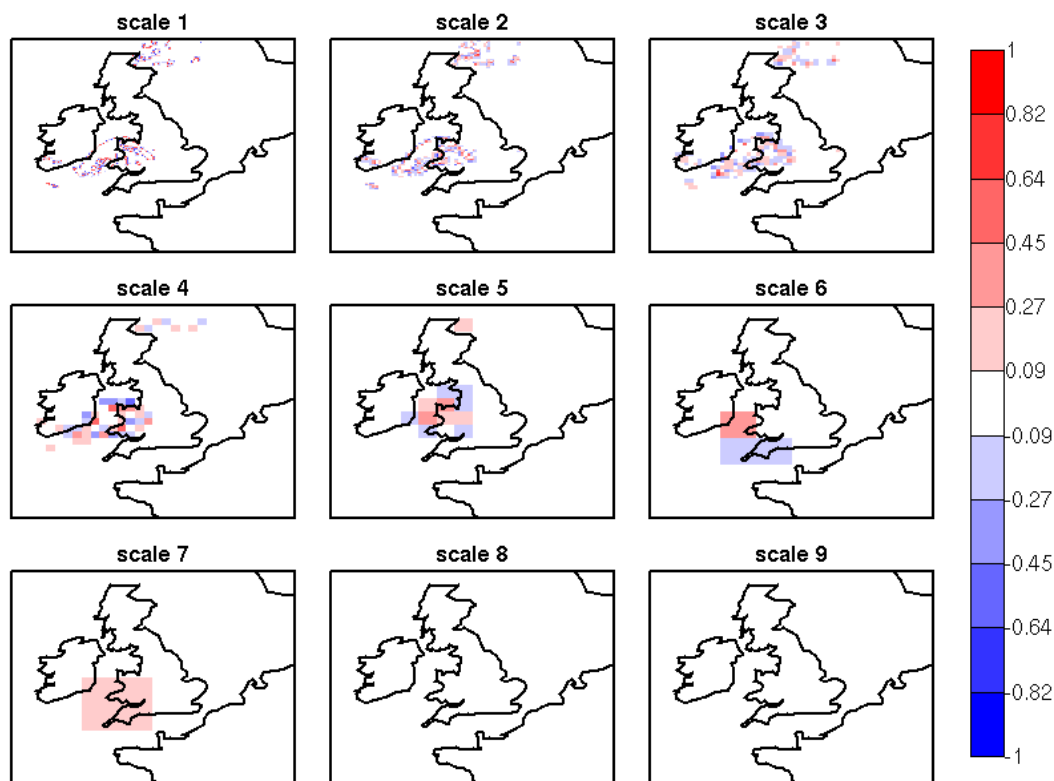 scale 1
scale 2
scale 3
scale 4
scale 5
scale 6
scale 7
scale 8
scale 9
1
0.82
0.64
0.45
0.27
0.09
-0.09
-0.27
-0.45
-0.64
-0.82
-1